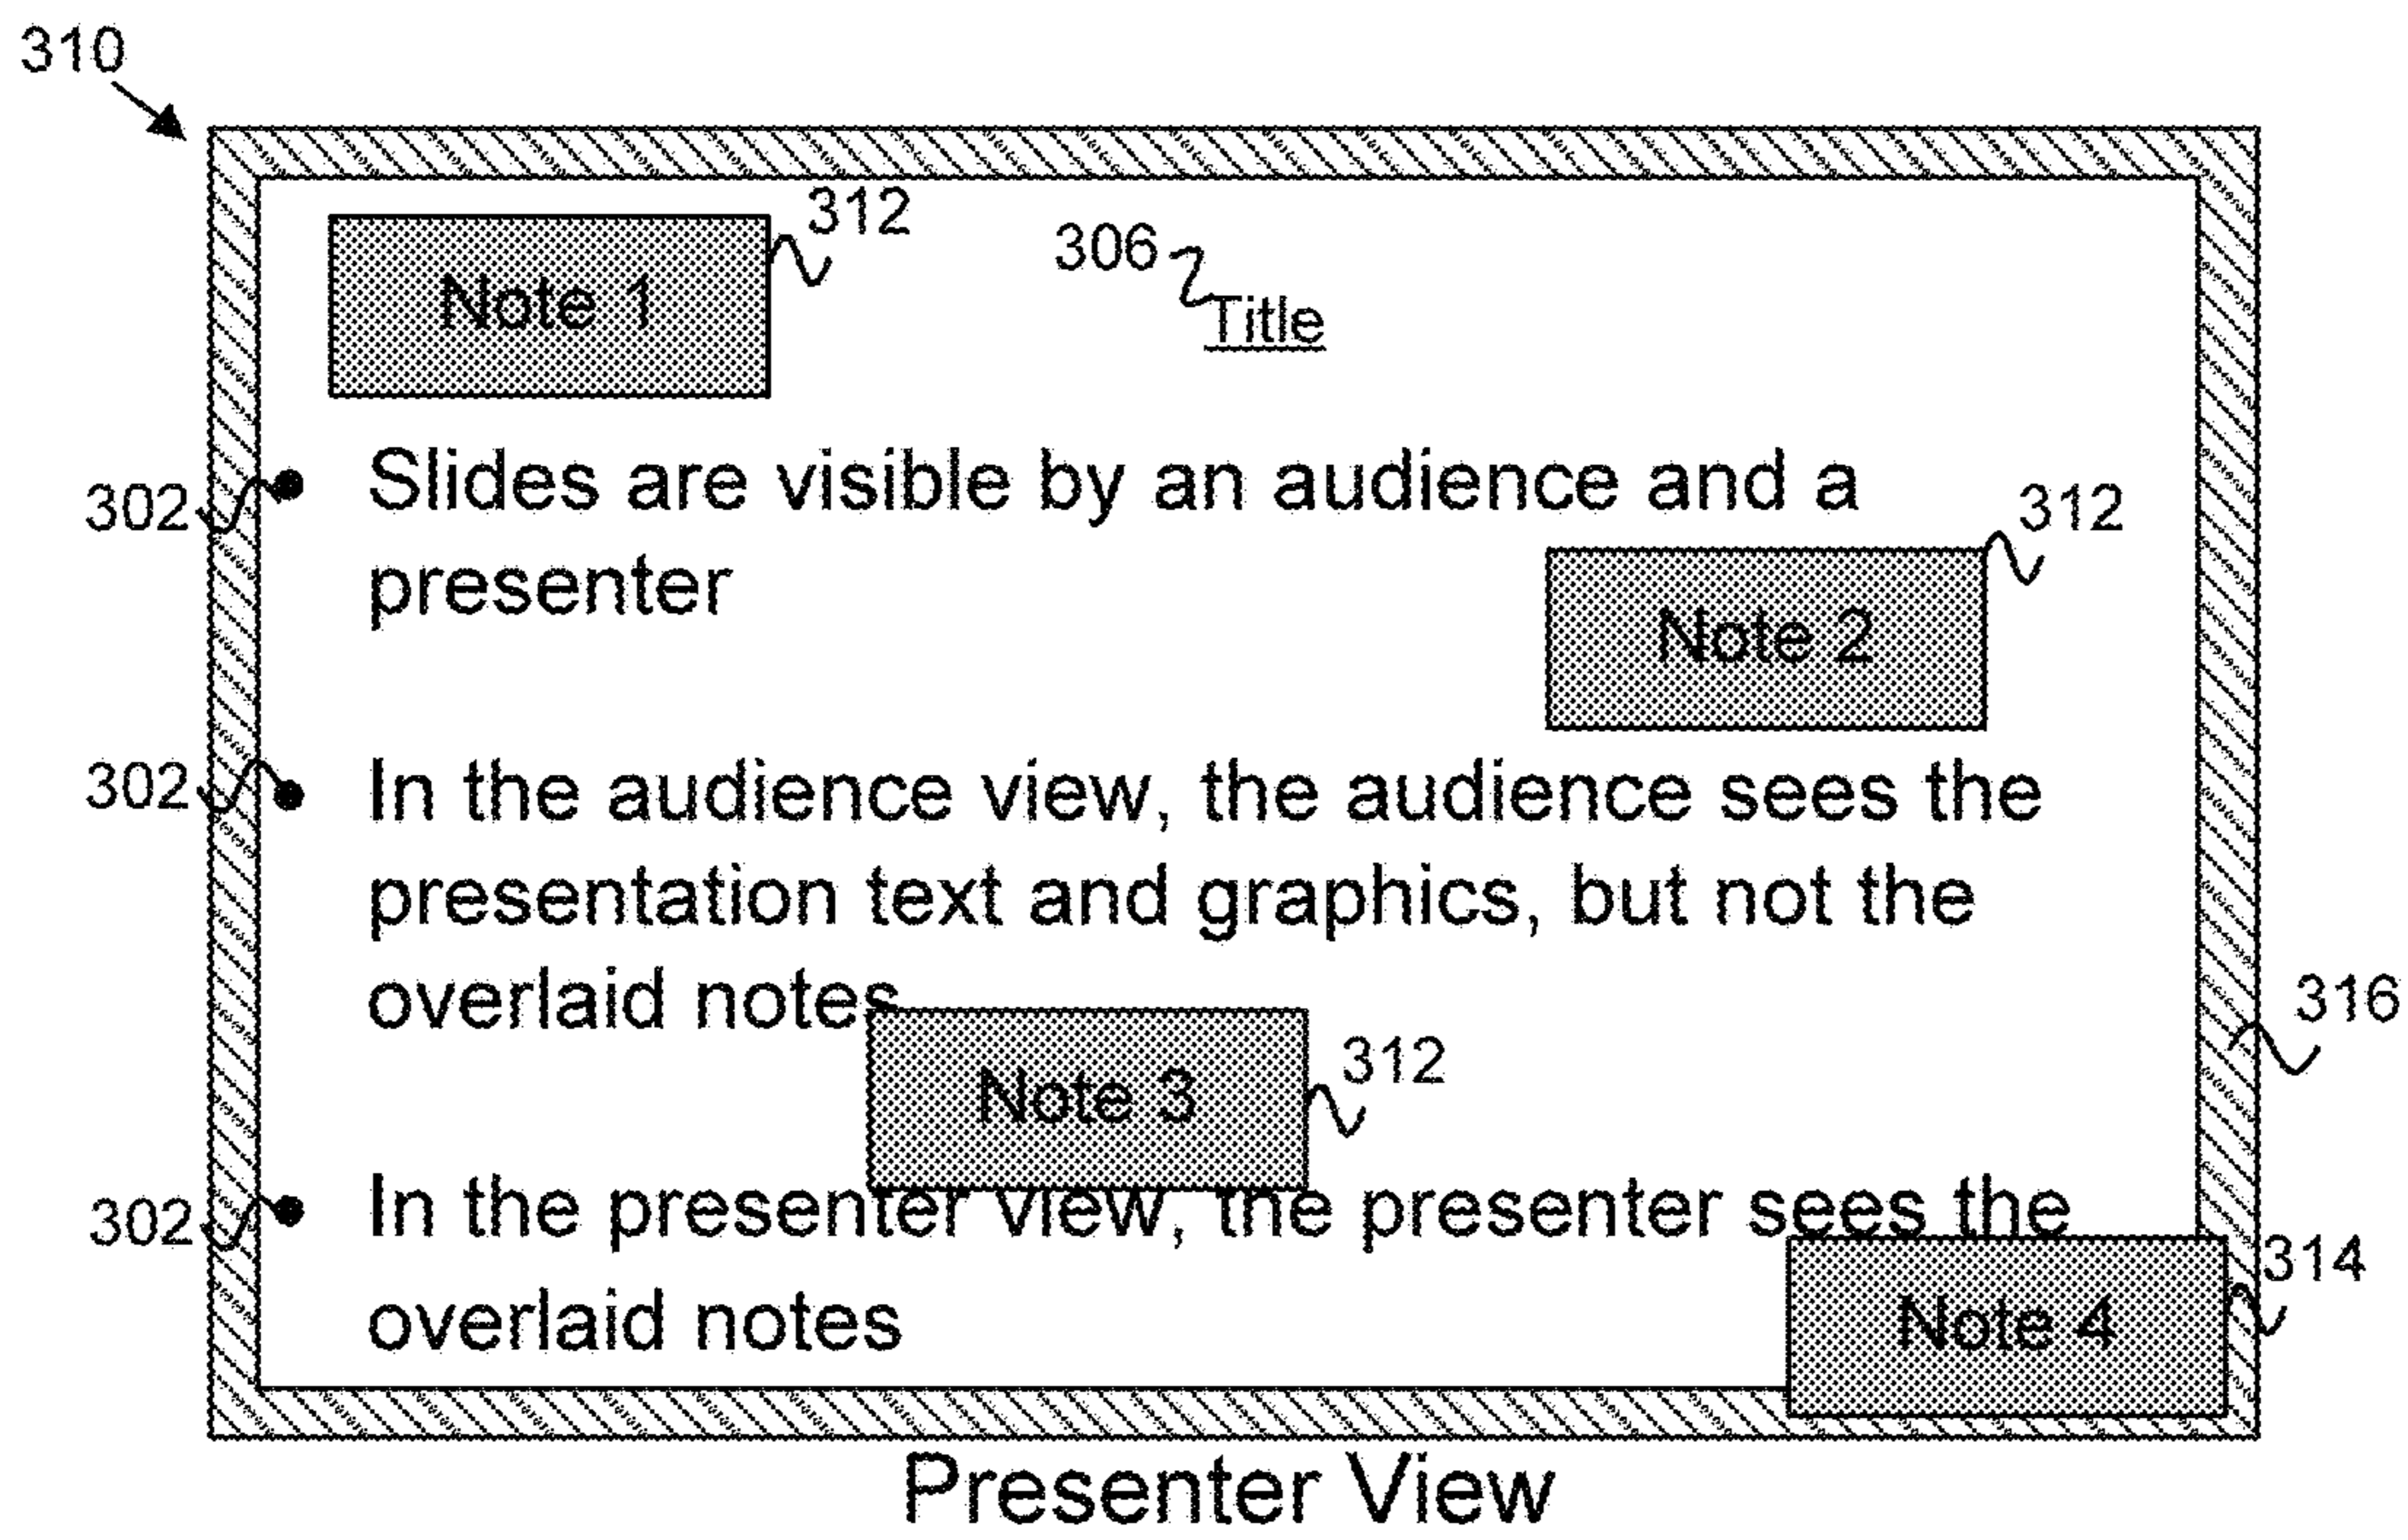 310
312
Note 1
306
Title
302
Slides are visible by an audience and a
presenter
312
Note 2
302
In the audience view, the audience sees the
presentation text and graphics, but not the
overlaid notes
316
Note 3
312
302
In the presenter view, the presenter sees the
overlaid notes
314
Note 4
Presenter View